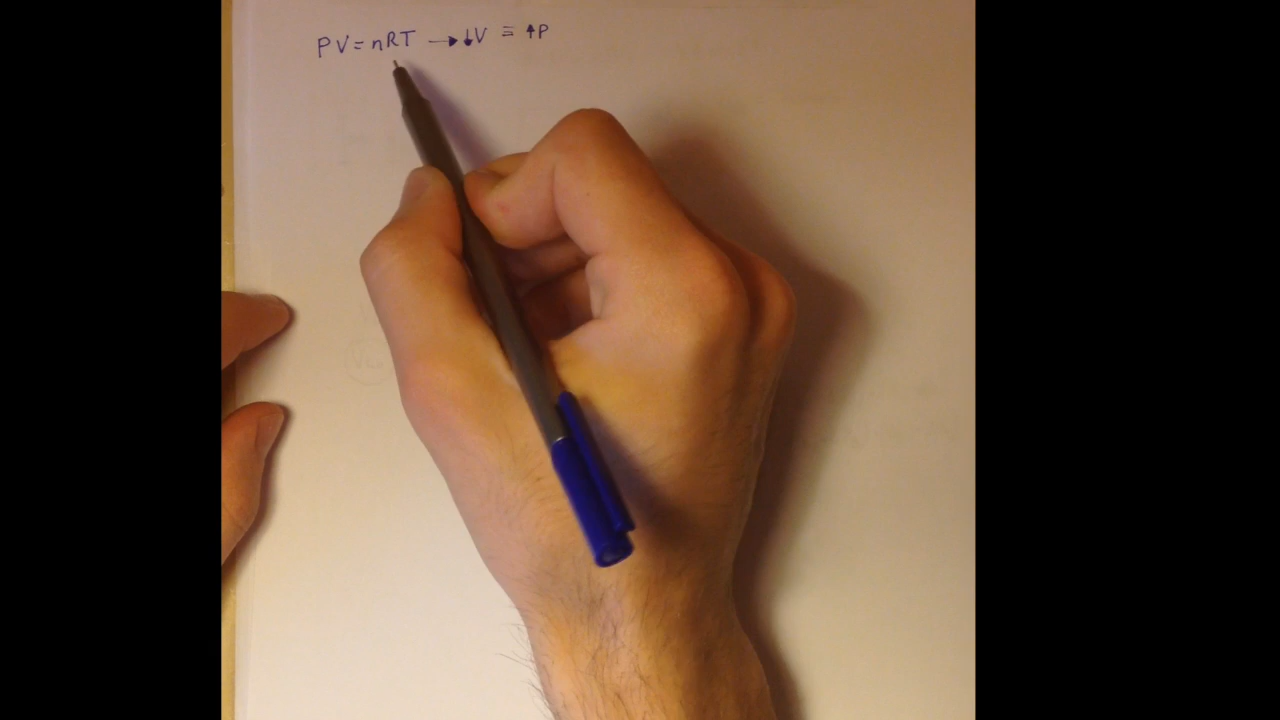 PV=nRT → ↓V ≡ ↑P